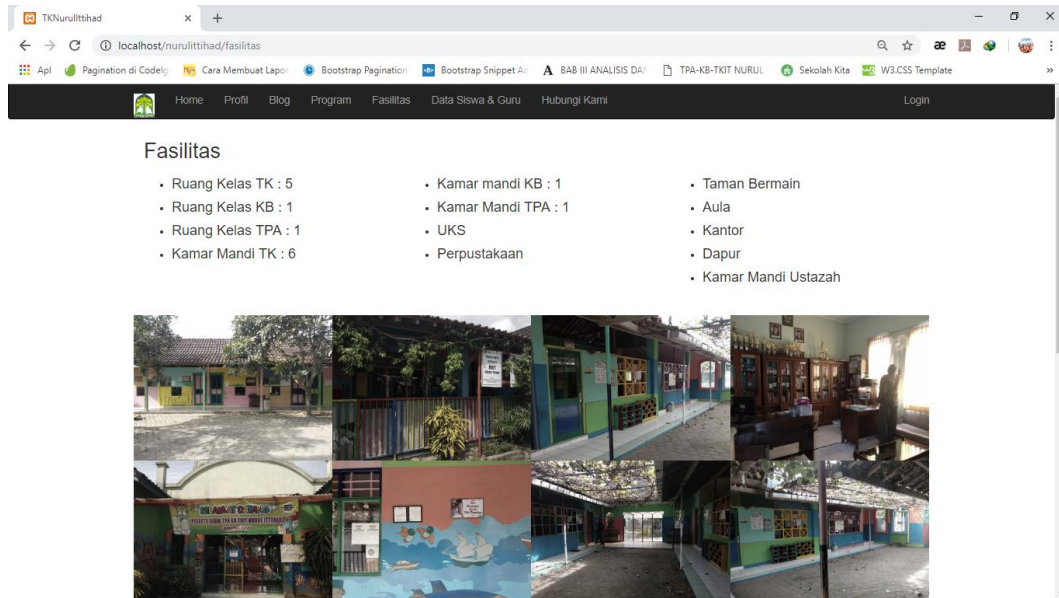 TKNurulIttihad
localhost/nurulittihad/fasilitas
Apl
Pagination di CodeIg
Cara Membuat Lapor
Bootstrap Pagination
Bootstrap Snippet Ad
BAB III ANALISIS DAN
TPA-KB-TKIT NURUL
Sekolah Kita
W3.CSS Template
Home Profil Blog Program Fasilitas Data Siswa & Guru Hubungi Kami Login
Fasilitas
Ruang Kelas TK : 5
Ruang Kelas KB : 1
Ruang Kelas TPA : 1
Kamar Mandi TK : 6
Kamar mandi KB : 1
Kamar Mandi TPA : 1
UKS
Perpustakaan
Taman Bermain
Aula
Kantor
Dapur
Kamar Mandi Ustazah